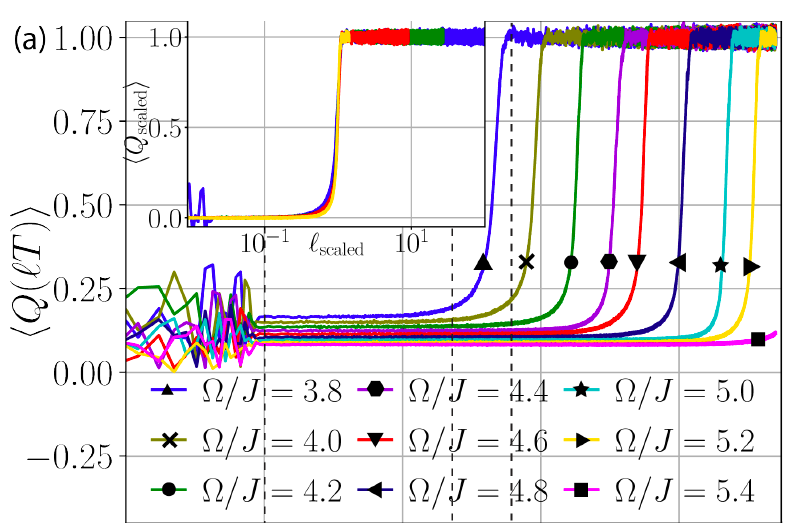 (a)
⟨Q(ℓT)⟩
1.00
0.75
0.50
0.25
0.00
−0.25
⟨Q_scaled⟩
1.0
0.5
0.0
10⁻¹ ℓ_scaled 10¹
Ω/J = 3.8 Ω/J = 4.4 Ω/J = 5.0
Ω/J = 4.0 Ω/J = 4.6 Ω/J = 5.2
Ω/J = 4.2 Ω/J = 4.8 Ω/J = 5.4